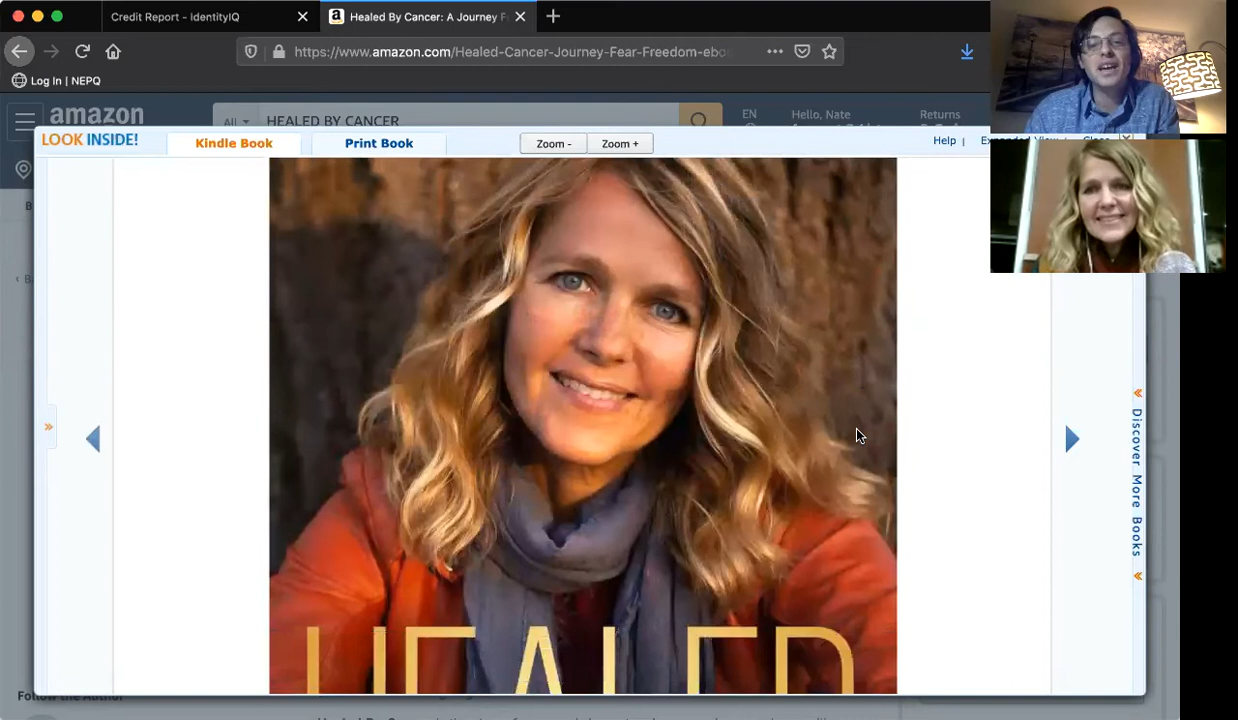 Credit Report - IdentityIQ
Healed By Cancer: A Journey F
https://www.amazon.com/Healed-Cancer-Journey-Fear-Freedom-ebo
Log In | NEPQ
amazon
All
HEALED BY CANCER
EN
Hello, Nate
Returns
LOOK INSIDE!
Kindle Book
Print Book
Zoom -
Zoom +
Help |
Close
B
B
HEALED
Discover More Books
Follow the Author